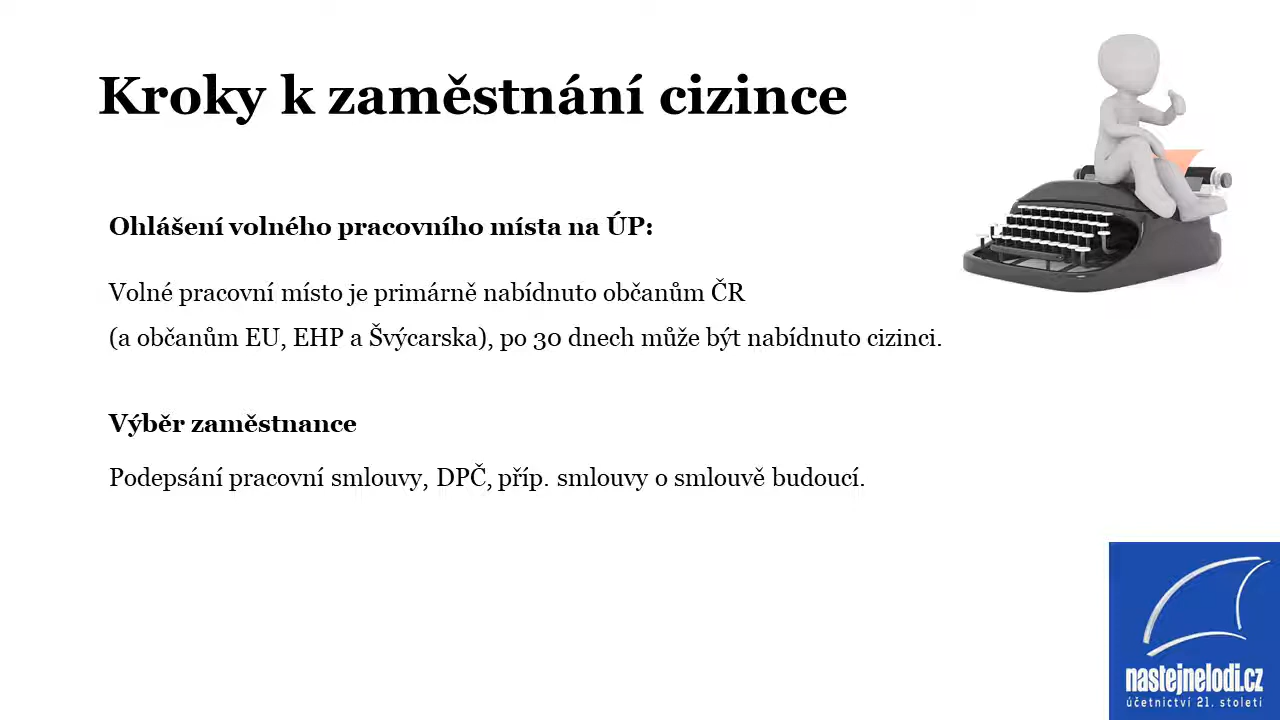 Kroky k zaměstnání cizince
Ohlášení volného pracovního místa na ÚP:
Volné pracovní místo je primárně nabídnuto občanům ČR
(a občanům EU, EHP a Švýcarska), po 30 dnech může být nabídnuto cizinci.
Výběr zaměstnance
Podepsání pracovní smlouvy, DPČ, příp. smlouvy o smlouvě budoucí.
nastejnelodi.cz
účetnictví 21. století